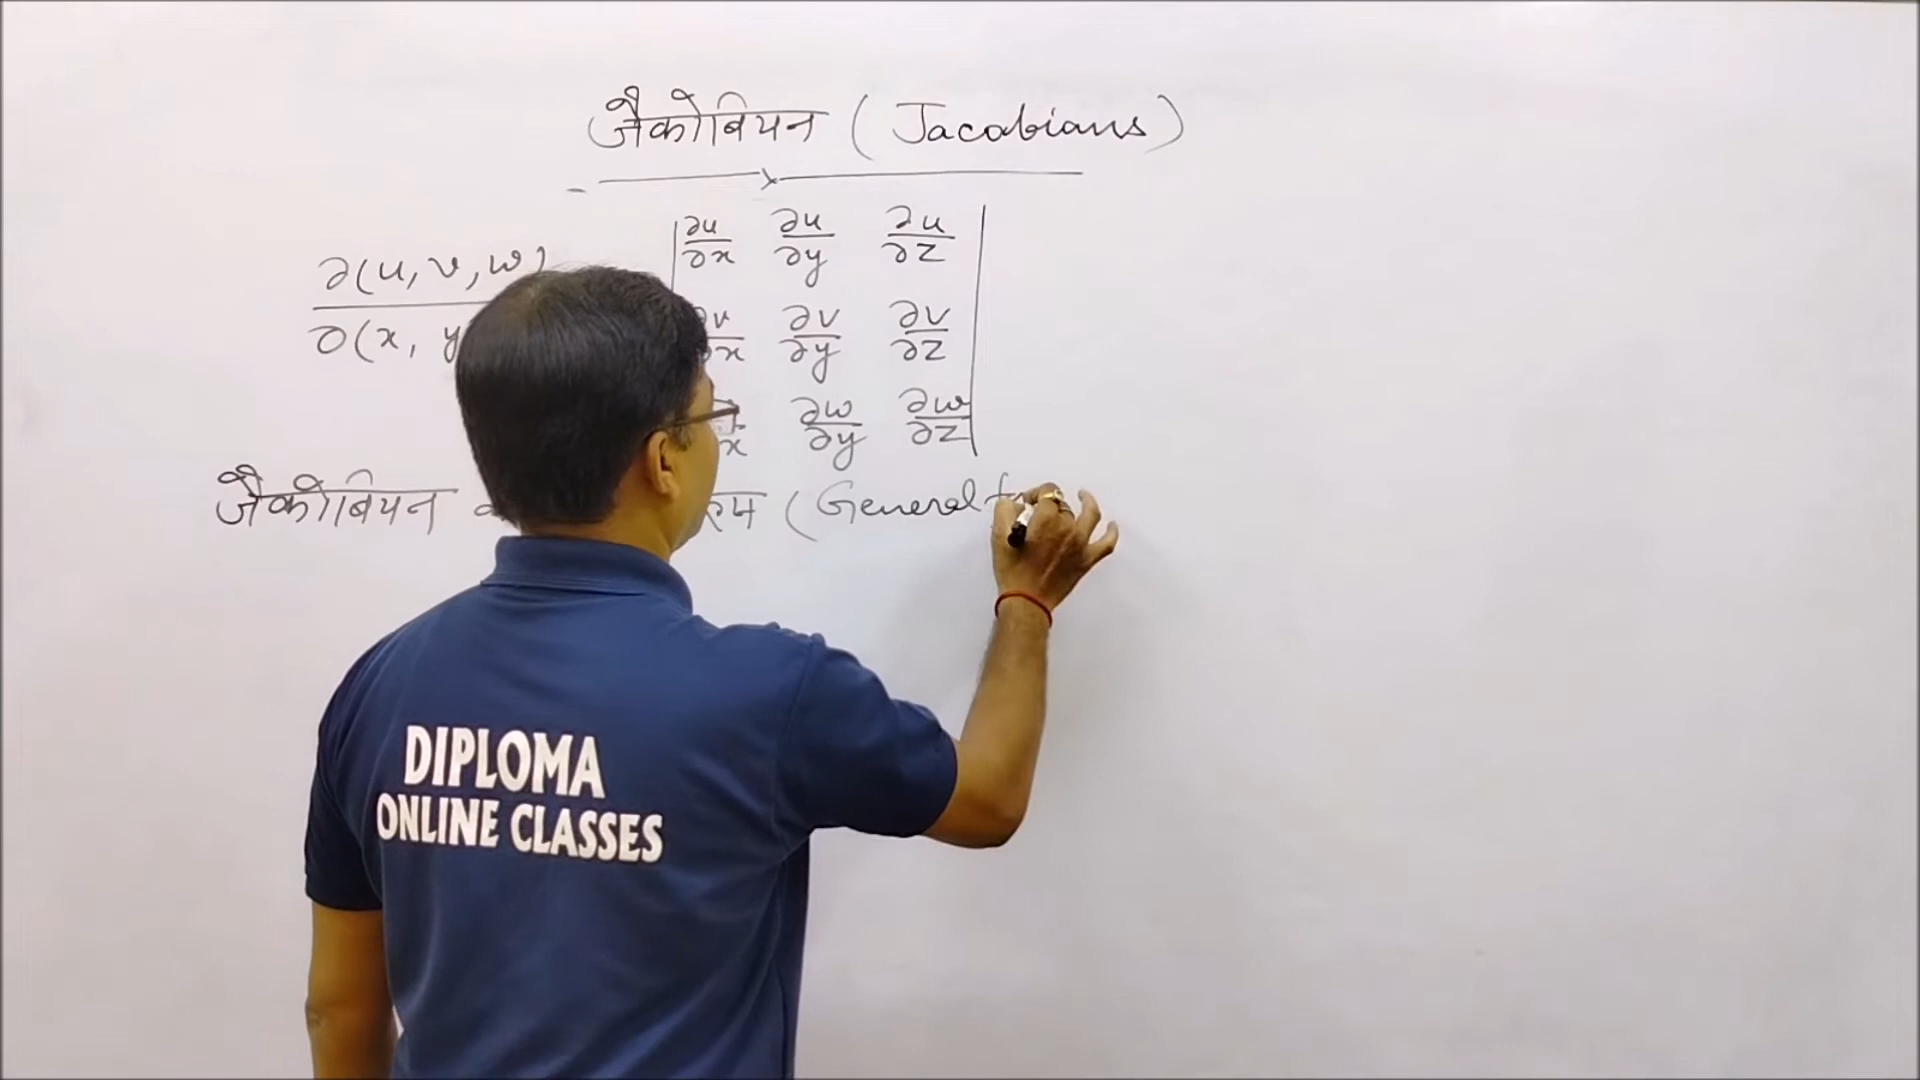 जैकोबियन (Jacobians)
∂(u, v, w)
∂(x, y
∂u/∂x ∂u/∂y ∂u/∂z
∂v/∂x ∂v/∂y ∂v/∂z
∂w/∂y ∂w/∂z
जैकोबियन (General
DIPLOMA
ONLINE CLASSES